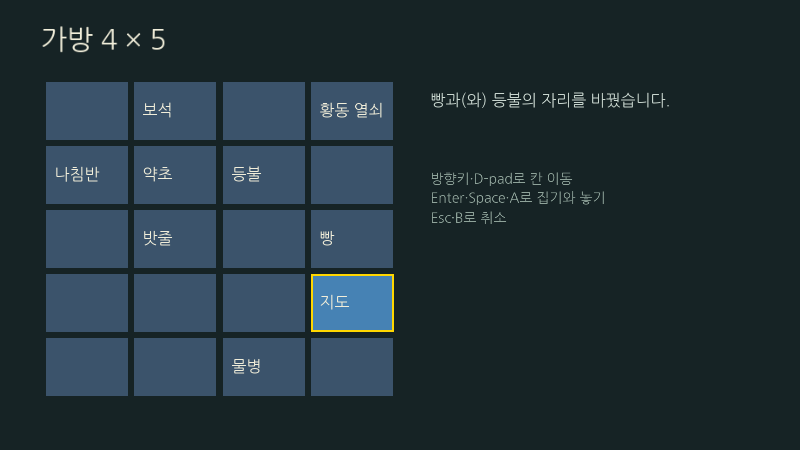 가방 4 × 5
보석
황동 열쇠
빵과(와) 등불의 자리를 바꿨습니다.
나침반
약초
등불
방향키·D-pad로 칸 이동
Enter·Space·A로 집기와 놓기
Esc·B로 취소
밧줄
빵
지도
물병